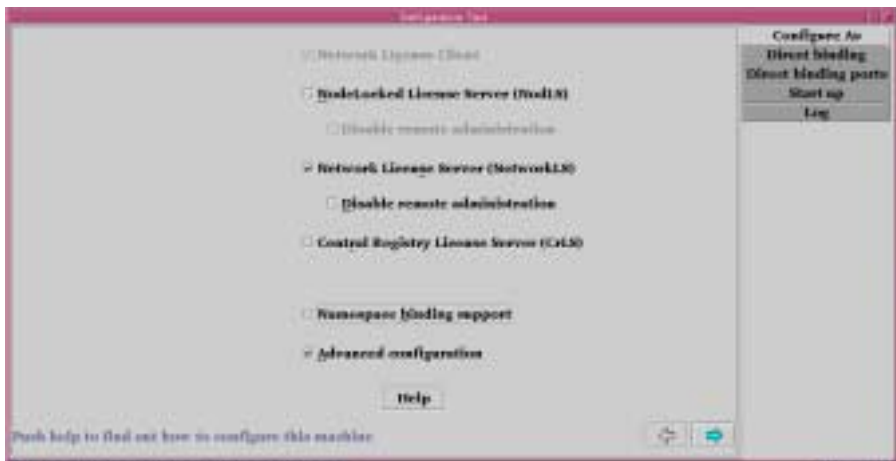 Configuration Tool
Configure As
Direct binding
Direct binding ports
Start up
Log
Network License Client
NodeLocked License Server (NodLS)
Disable remote administration
Network License Server (NetworkLS)
Disable remote administration
Central Registry License Server (CrLS)
Namespace binding support
Advanced configuration
Help
Push help to find out how to configure this machine